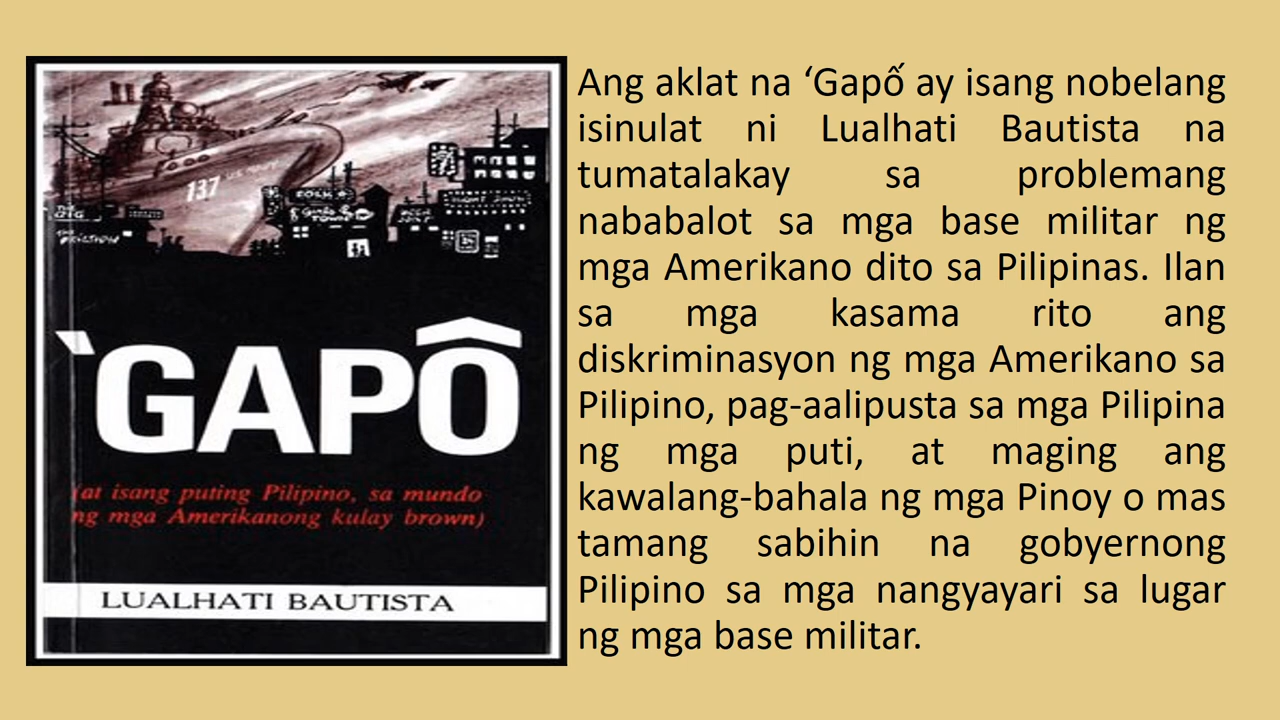 137 US NAVY
`GAPÔ
(at isang puting Pilipino, sa mundo
ng mga Amerikanong kulay brown)
LUALHATI BAUTISTA
Ang aklat na ‘Gapố ay isang nobelang
isinulat ni Lualhati Bautista na
tumatalakay sa problemang
nababalot sa mga base militar ng
mga Amerikano dito sa Pilipinas. Ilan
sa mga kasama rito ang
diskriminasyon ng mga Amerikano sa
Pilipino, pag-aalipusta sa mga Pilipina
ng mga puti, at maging ang
kawalang-bahala ng mga Pinoy o mas
tamang sabihin na gobyernong
Pilipino sa mga nangyayari sa lugar
ng mga base militar.